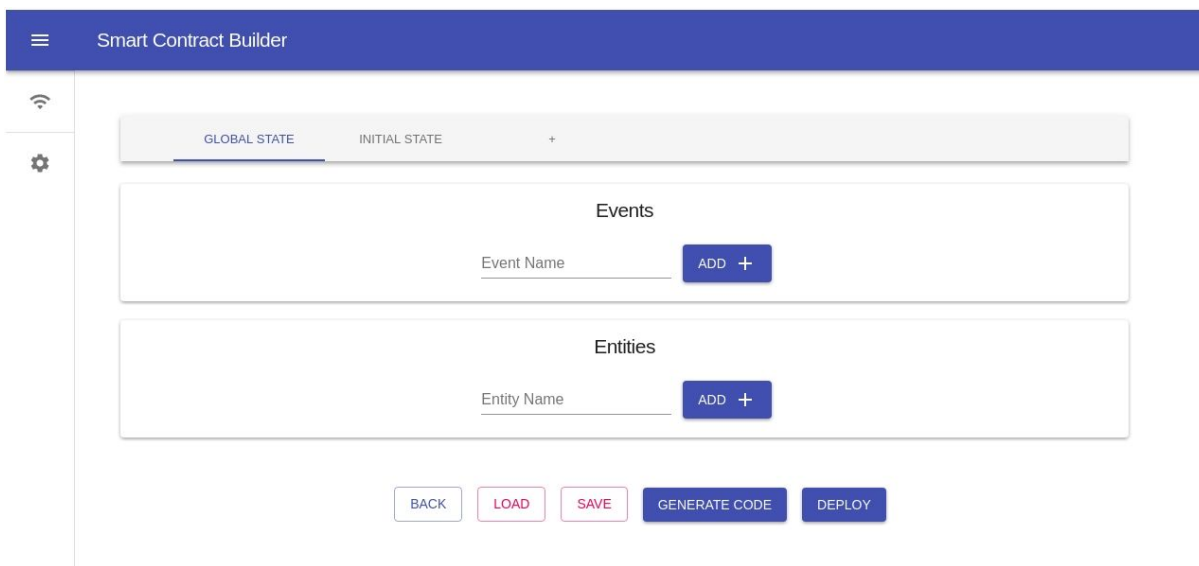 Smart Contract Builder
GLOBAL STATE INITIAL STATE +
Events
Event Name ADD +
Entities
Entity Name ADD +
BACK LOAD SAVE GENERATE CODE DEPLOY